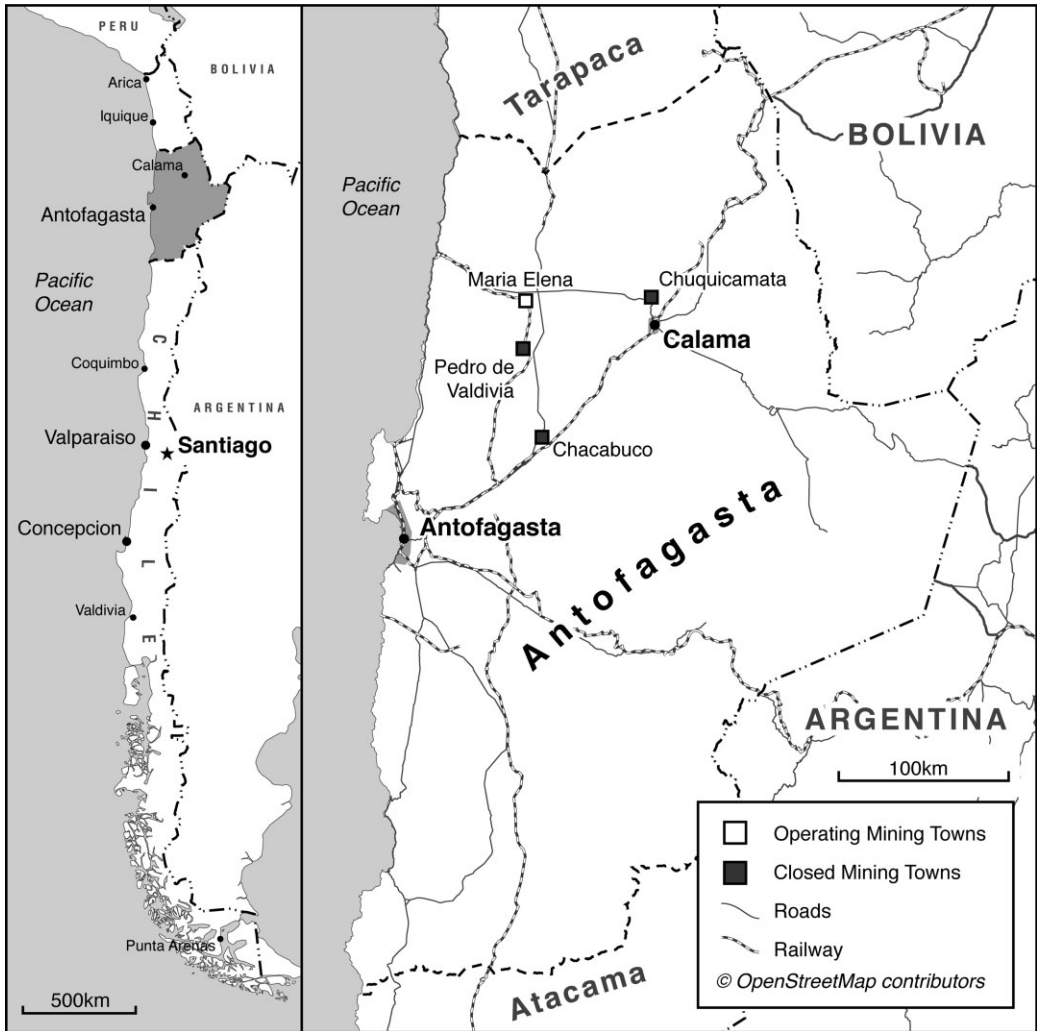 PERU
BOLIVIA
Arica
Iquique
Calama
Antofagasta
Pacific
Ocean
CHILE
Coquimbo
ARGENTINA
Valparaiso
Santiago
Concepcion
Valdivia
Punta Arenas
500km
Tarapaca
BOLIVIA
Pacific
Ocean
Maria Elena
Chuquicamata
Calama
Pedro de
Valdivia
Chacabuco
Antofagasta
Antofagasta
ARGENTINA
100km
Atacama
Operating Mining Towns
Closed Mining Towns
Roads
Railway
© OpenStreetMap contributors